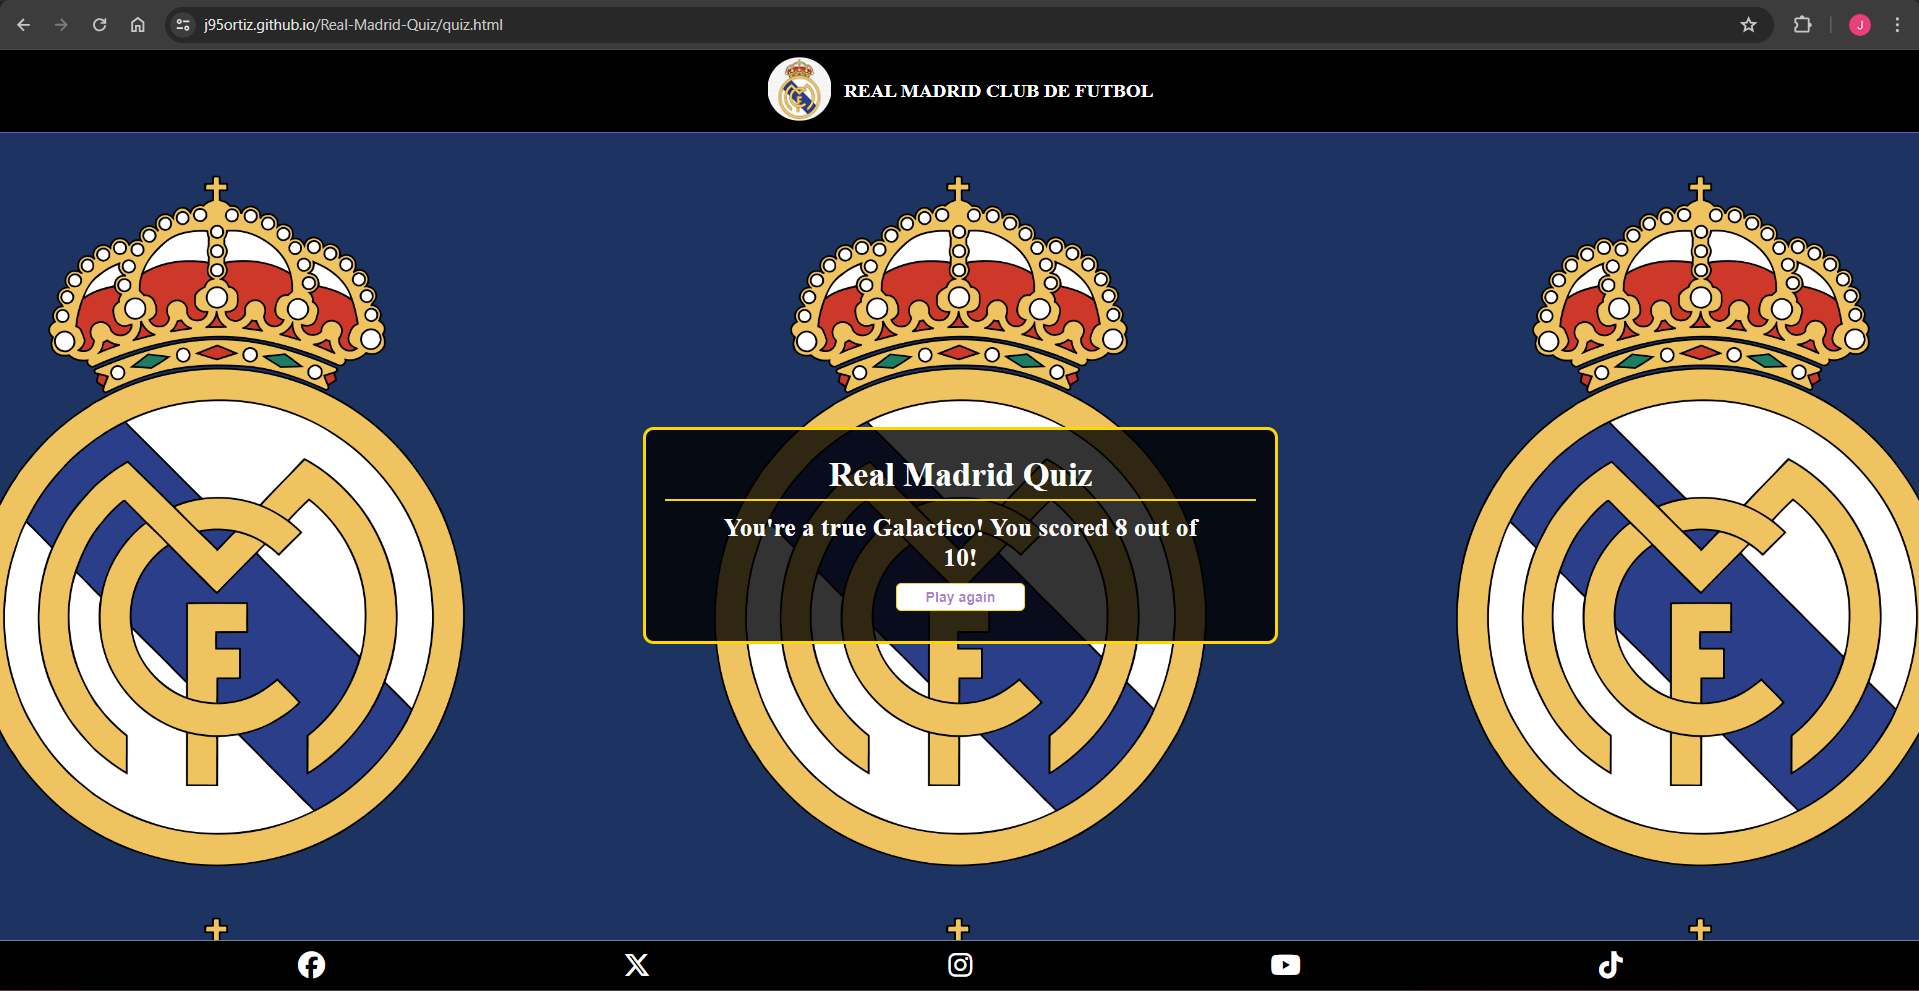 j95ortiz.github.io/Real-Madrid-Quiz/quiz.html
J
REAL MADRID CLUB DE FUTBOL
Real Madrid Quiz
You're a true Galactico! You scored 8 out of
10!
Play again